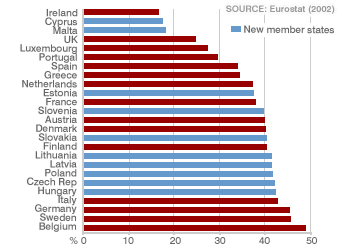 SOURCE: Eurostat (2002)
New member states
Ireland
Cyprus
Malta
UK
Luxembourg
Portugal
Spain
Greece
Netherlands
Estonia
France
Slovenia
Austria
Denmark
Slovakia
Finland
Lithuania
Latvia
Poland
Czech Rep
Hungary
Italy
Germany
Sweden
Belgium
% 0 10 20 30 40 50